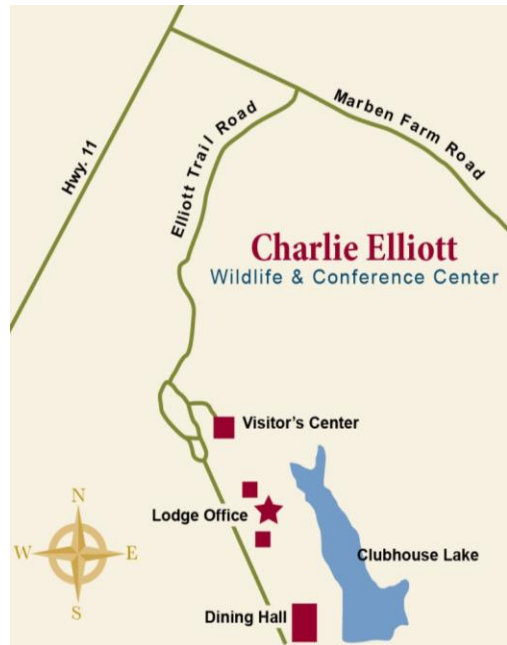 Hwy. 11
Elliott Trail Road
Marben Farm Road
Charlie Elliott
Wildlife & Conference Center
Visitor's Center
Lodge Office
Clubhouse Lake
Dining Hall
N
W
E
S